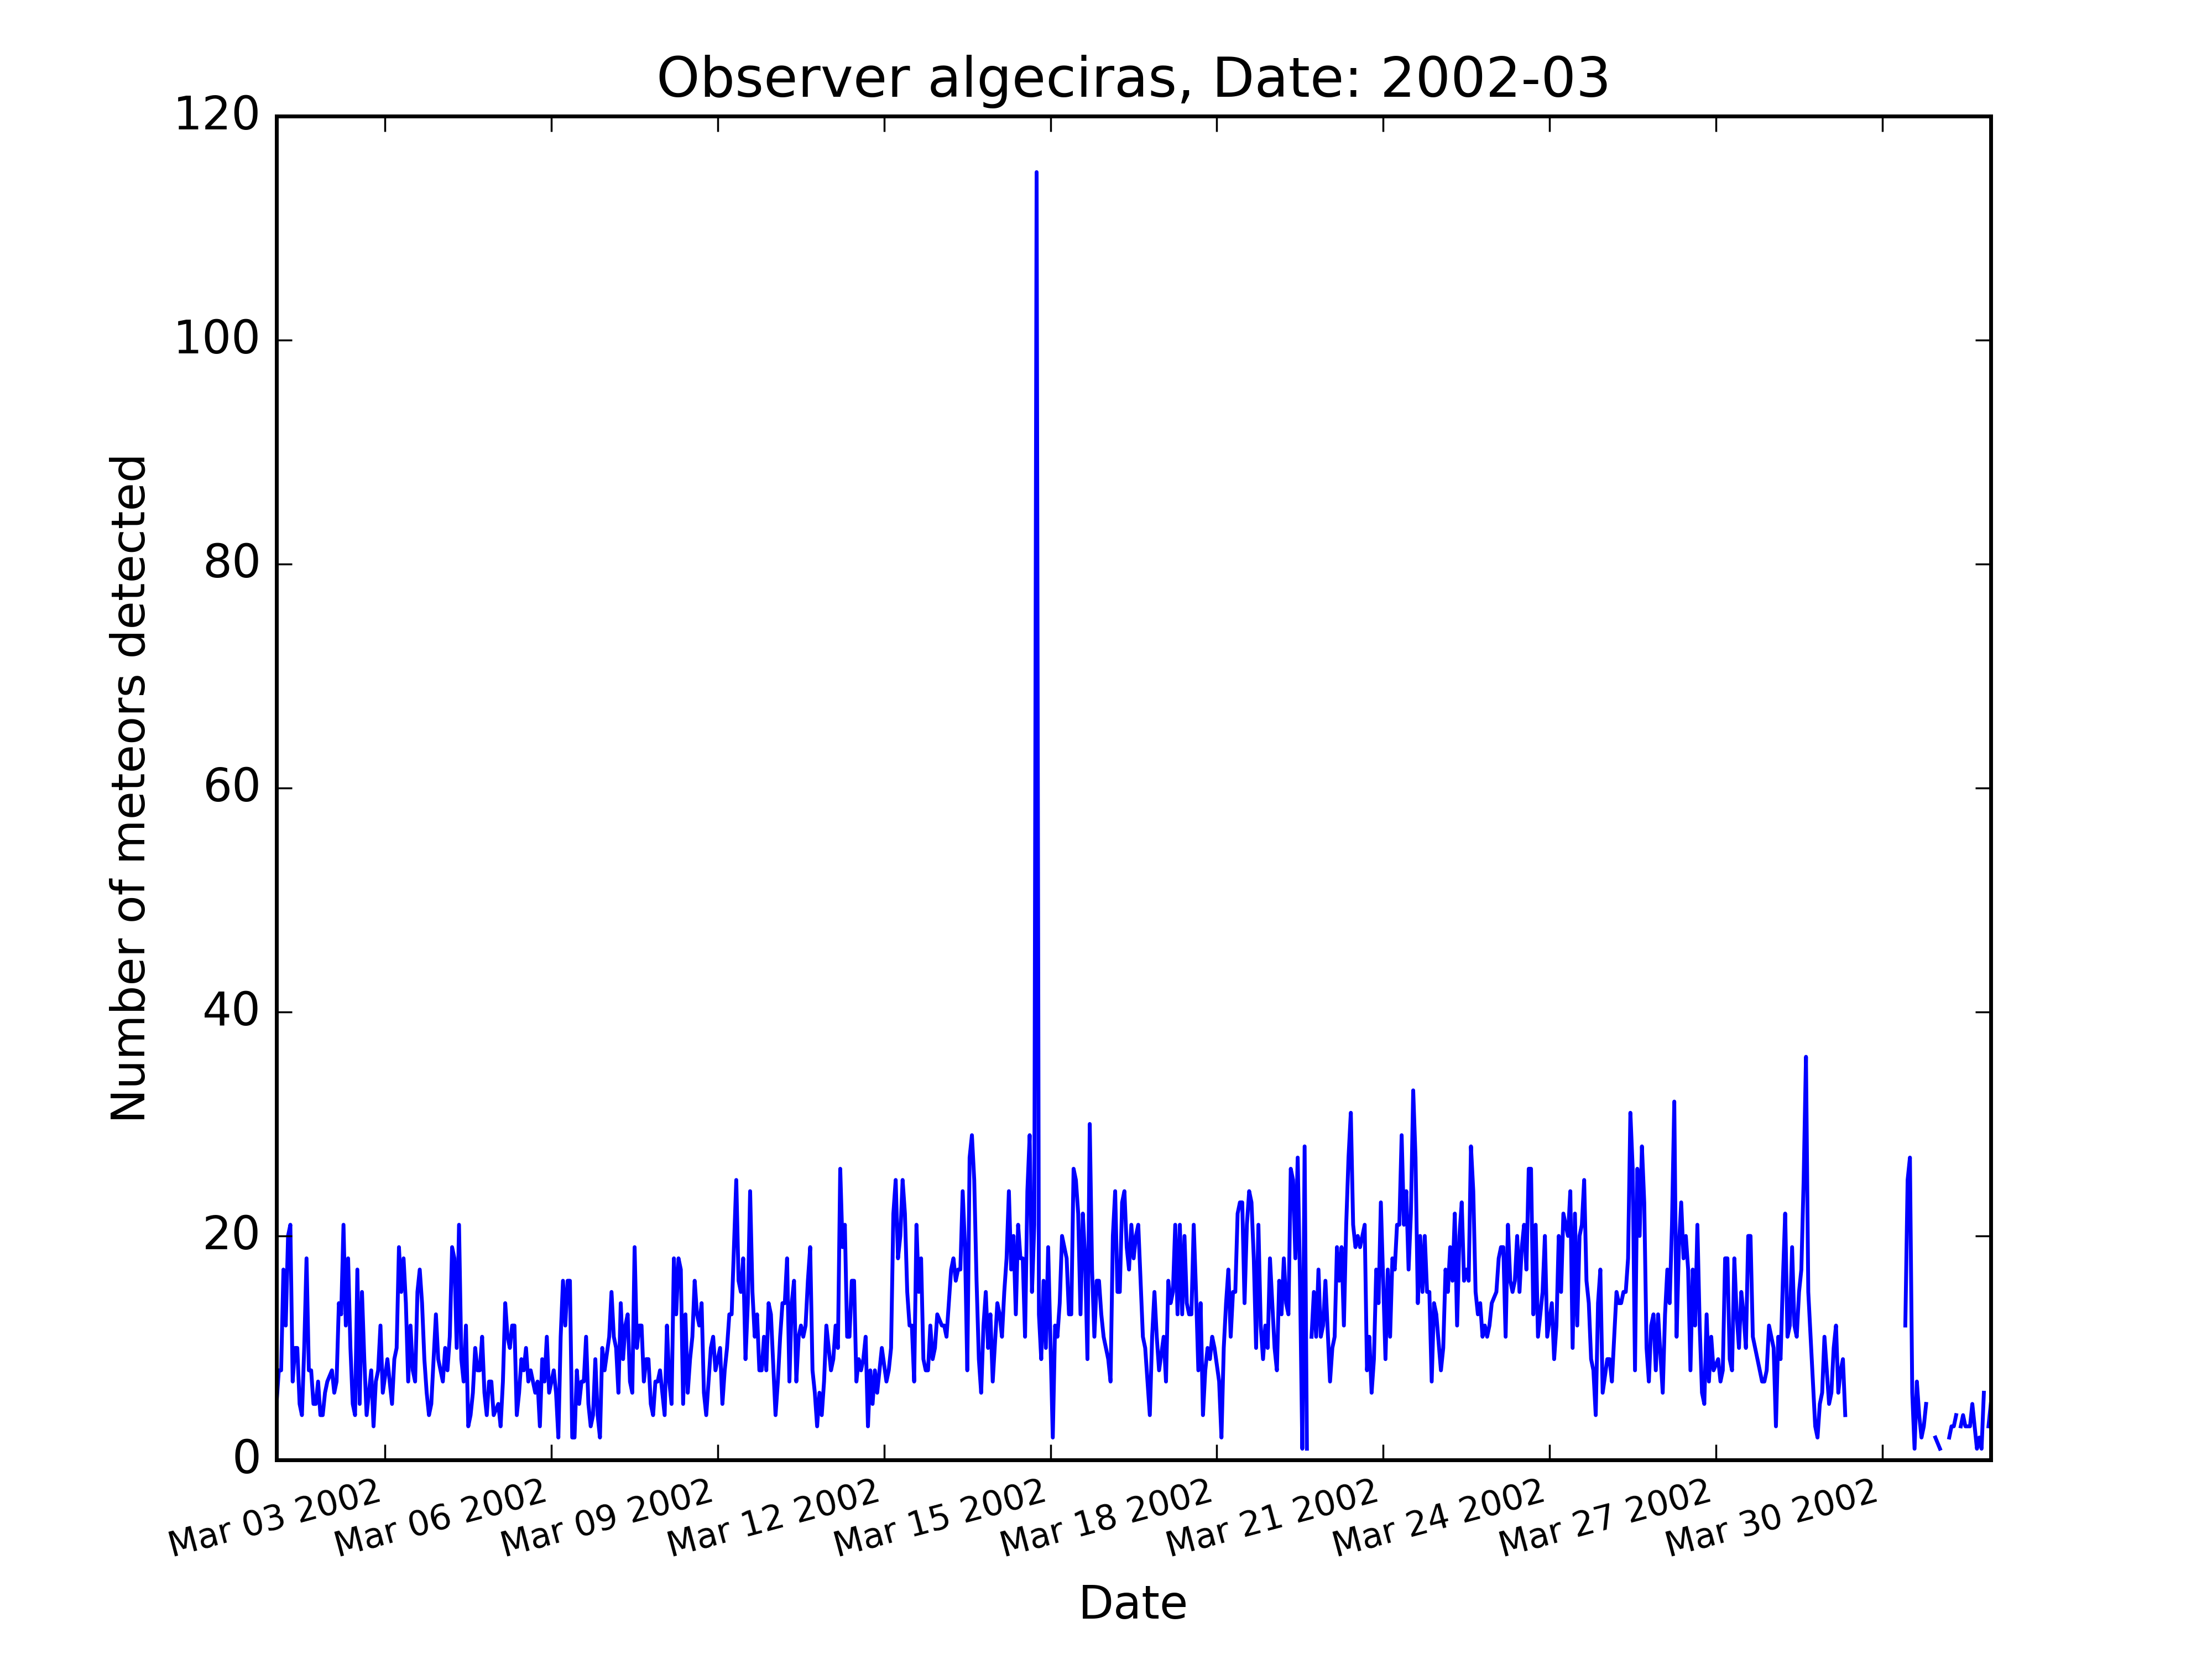 Observer algeciras, Date: 2002-03
120
100
80
60
40
20
0
Number of meteors detected
Mar 03 2002
Mar 06 2002
Mar 09 2002
Mar 12 2002
Mar 15 2002
Mar 18 2002
Mar 21 2002
Mar 24 2002
Mar 27 2002
Mar 30 2002
Date